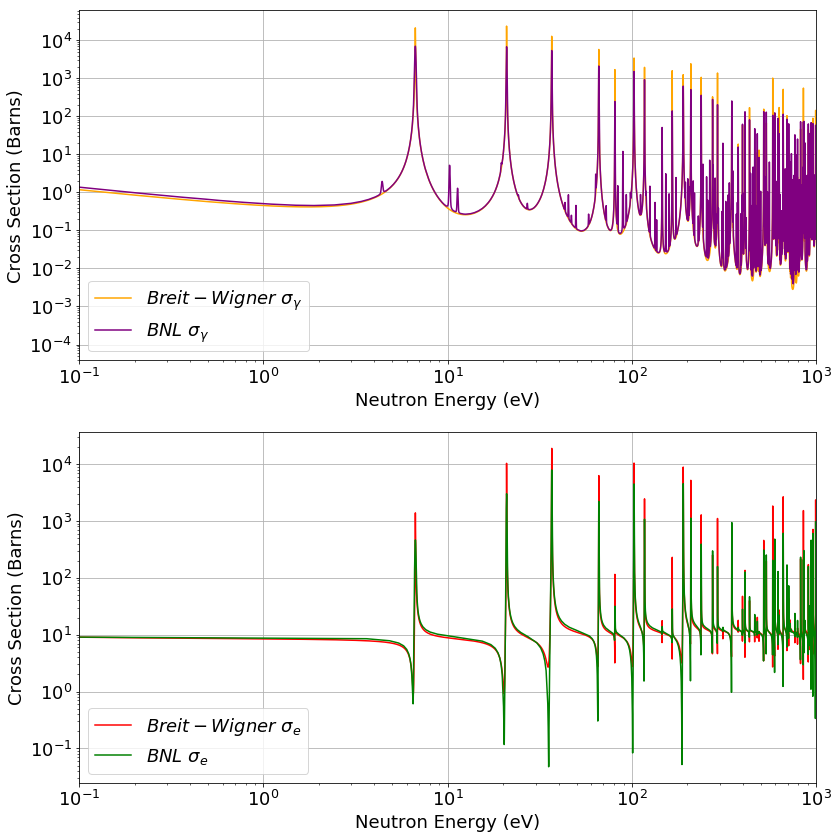 10⁴
10³
10²
10¹
10⁰
10⁻¹
10⁻²
10⁻³
10⁻⁴
Cross Section (Barns)
Breit − Wigner σᵧ
BNL σᵧ
10⁻¹ 10⁰ 10¹ 10² 10³
Neutron Energy (eV)
10⁴
10³
10²
10¹
10⁰
10⁻¹
Cross Section (Barns)
Breit − Wigner σₑ
BNL σₑ
10⁻¹ 10⁰ 10¹ 10² 10³
Neutron Energy (eV)